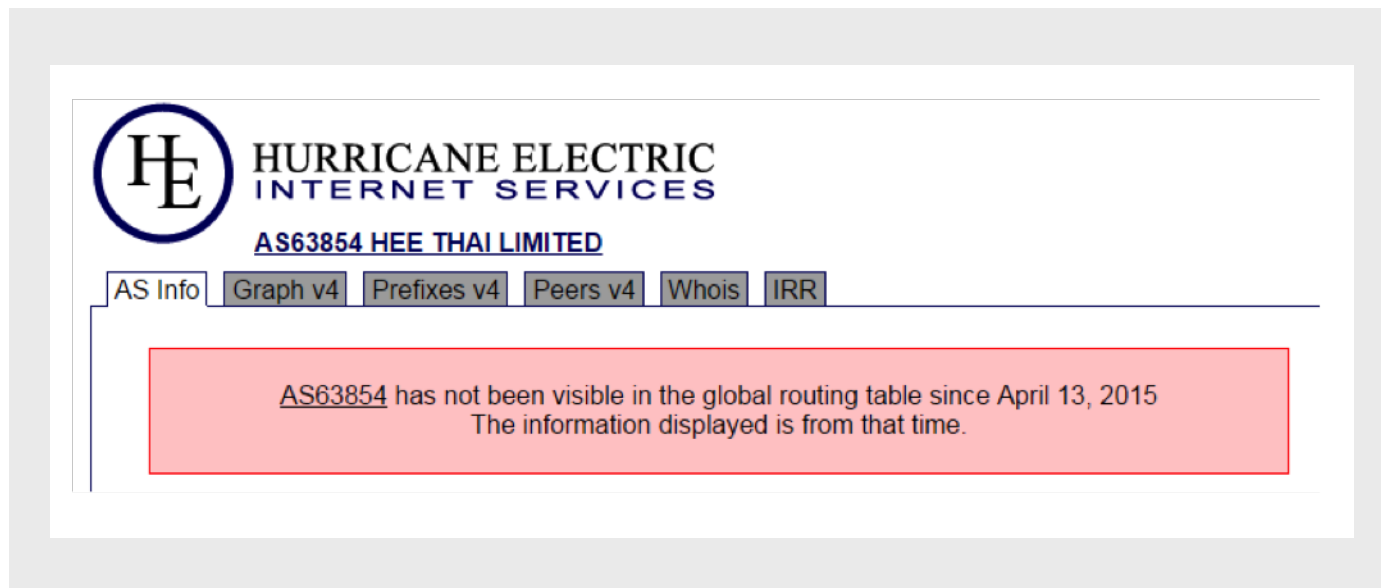 HE
HURRICANE ELECTRIC
INTERNET SERVICES
AS63854 HEE THAI LIMITED
AS Info Graph v4 Prefixes v4 Peers v4 Whois IRR
AS63854 has not been visible in the global routing table since April 13, 2015
The information displayed is from that time.